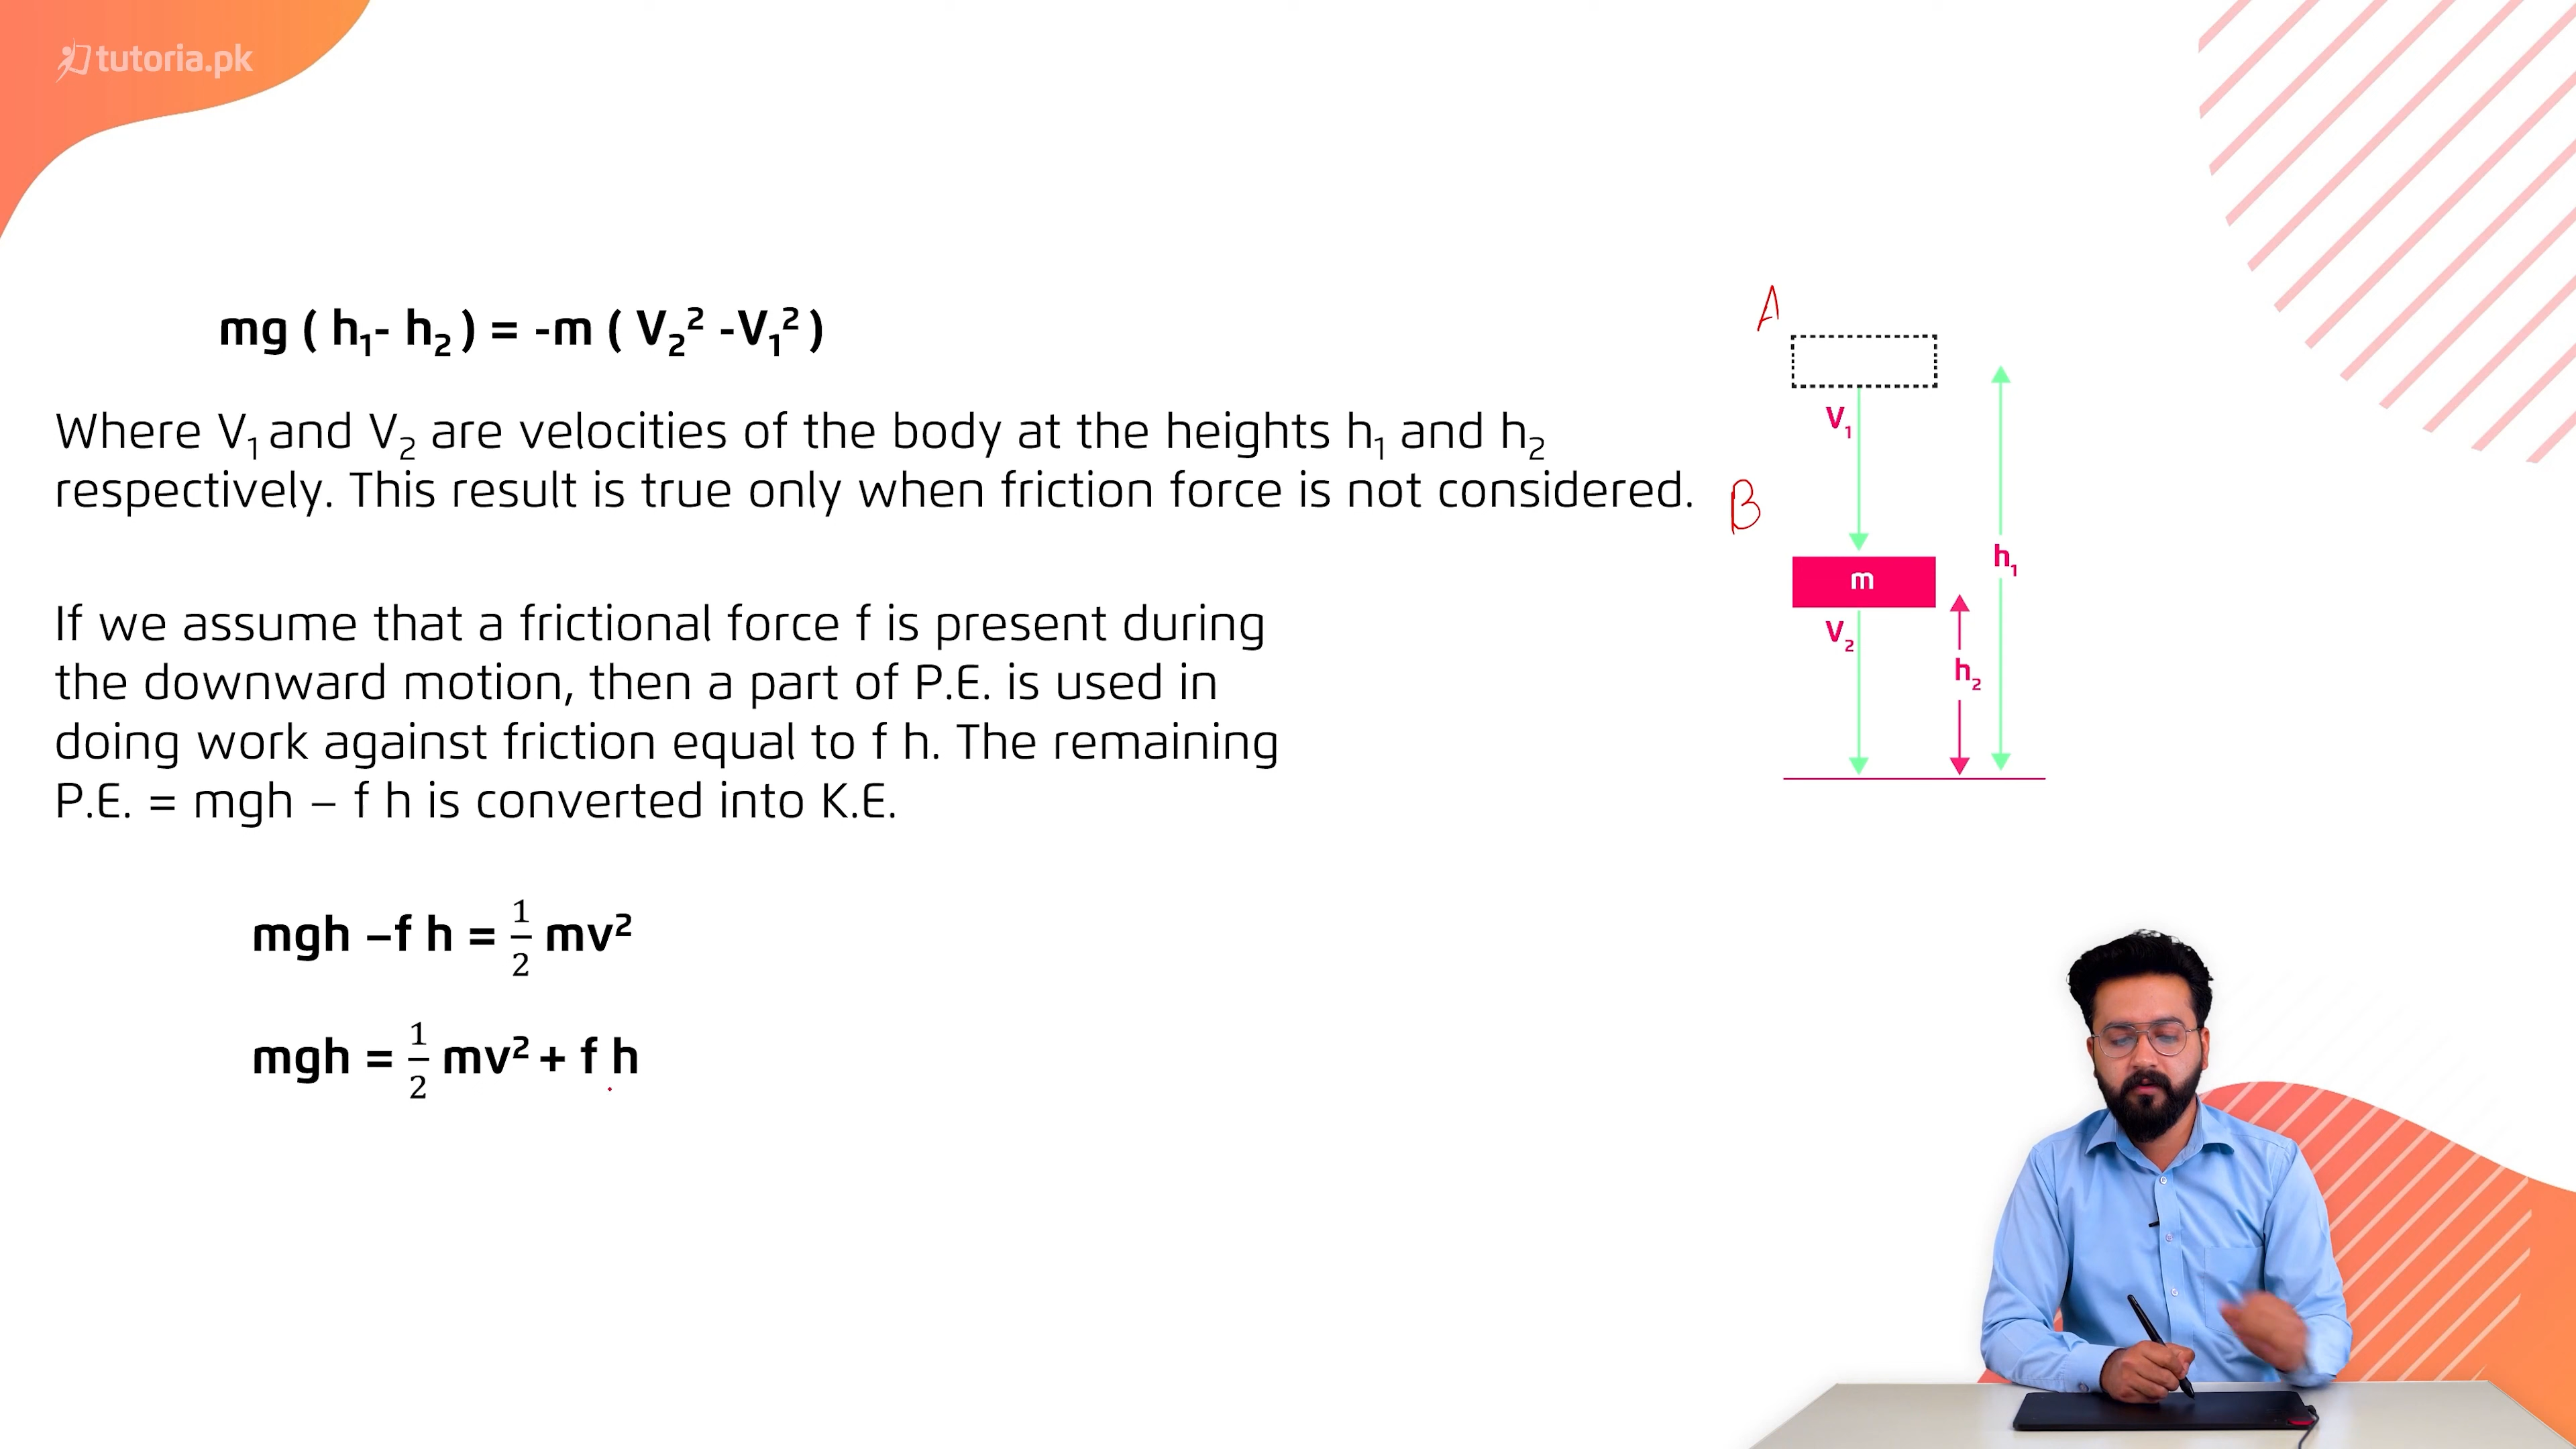 tutoria.pk
mg ( h₁- h₂ ) = -m ( V₂² -V₁² )
Where V₁ and V₂ are velocities of the body at the heights h₁ and h₂
respectively. This result is true only when friction force is not considered.
If we assume that a frictional force f is present during
the downward motion, then a part of P.E. is used in
doing work against friction equal to f h. The remaining
P.E. = mgh – f h is converted into K.E.
mgh –f h = 1/2 mv²
mgh = 1/2 mv² + f h
A
V₁
B
h₁
m
V₂
h₂